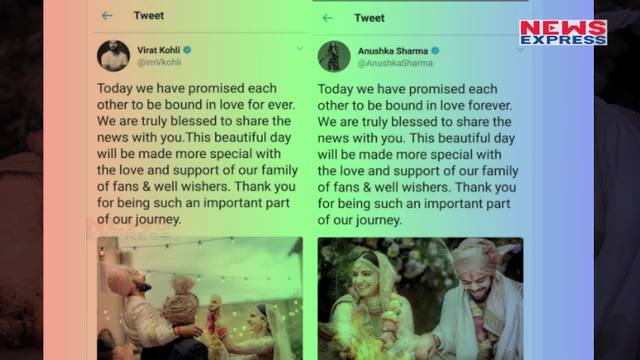 Tweet
Virat Kohli
@imVkohli
Today we have promised each
other to be bound in love for ever.
We are truly blessed to share the
news with you.This beautiful day
will be made more special with
the love and support of our family
of fans & well wishers. Thank you
for being such an important part
of our journey.
Tweet
Anushka Sharma
@AnushkaSharma
Today we have promised each
other to be bound in love forever.
We are truly blessed to share the
news with you. This beautiful day
will be made more special with
the love and support of our family
of fans & well wishers. Thank you
for being such an important part
of our journey.
NEWS
EXPRESS
NEWS
EXPRESS